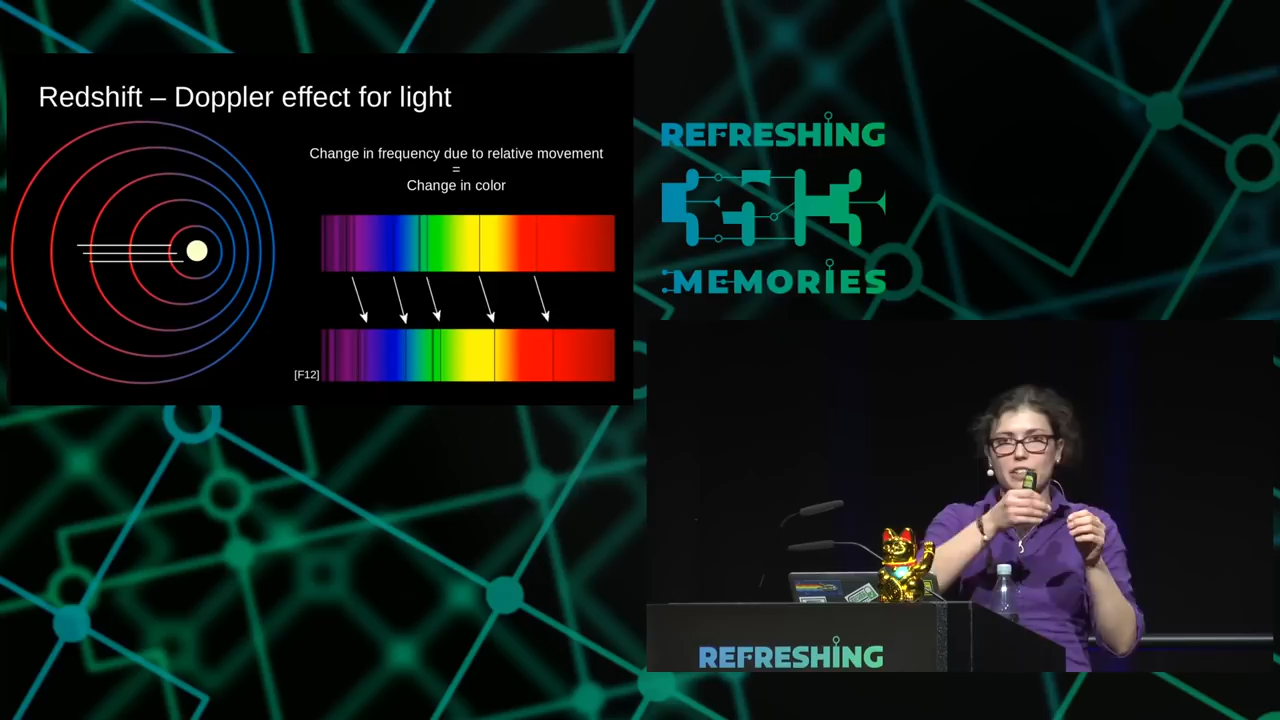 Redshift – Doppler effect for light
Change in frequency due to relative movement
=
Change in color
[F12]
REFRESHING
MEMORIES
REFRESHING